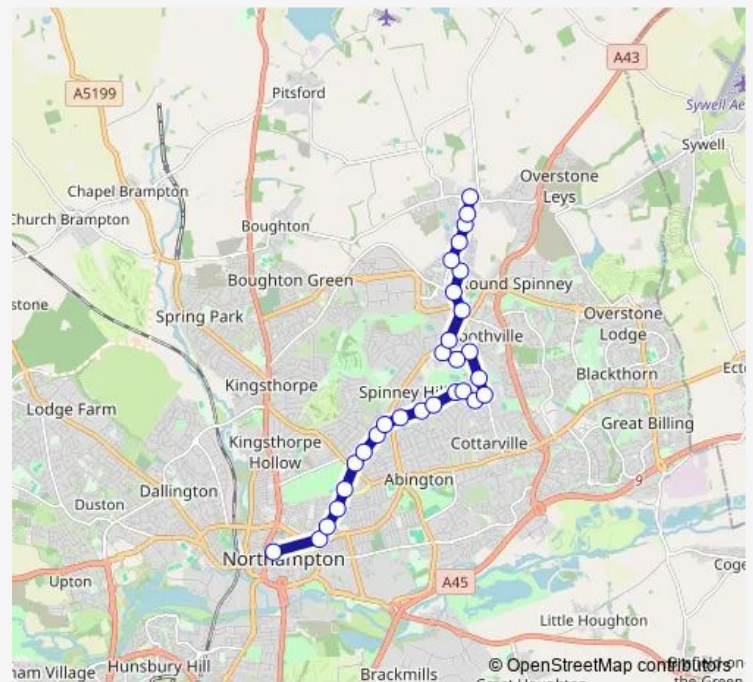 A43
A5199
Pitsford
Sywell Ae
Sywell
Overstone
Leys
Chapel Brampton
Church Brampton
Boughton
Boughton Green
Round Spinney
stone
Spring Park
Boothville
Overstone
Lodge
Kingsthorpe
Spinney Hill
Blackthorn
Ect
Lodge Farm
Great Billing
Kingsthorpe
Hollow
Cottarville
Dallington
Abington
9
Duston
Northampton
Coge
Upton
A45
Little Houghton
ham Village
Hunsbury Hill
Brackmills
© OpenStreetMap contributors
the Green